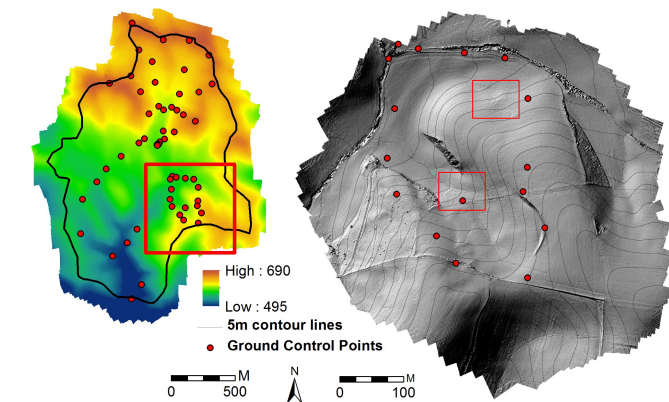 High : 690
Low : 495
5m contour lines
Ground Control Points
N
M
0 500
M
0 100